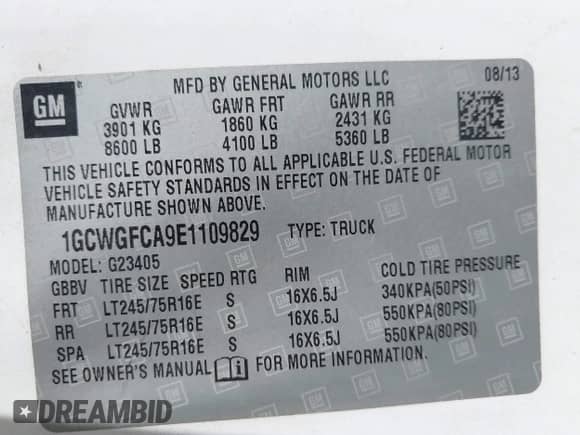 GM
MFD BY GENERAL MOTORS LLC 08/13
GVWR GAWR FRT GAWR RR
3901 KG 1860 KG 2431 KG
8600 LB 4100 LB 5360 LB
THIS VEHICLE CONFORMS TO ALL APPLICABLE U.S. FEDERAL MOTOR
VEHICLE SAFETY STANDARDS IN EFFECT ON THE DATE OF
MANUFACTURE SHOWN ABOVE.
1GCWGFCA9E1109829 TYPE: TRUCK
MODEL: G23405
GBBV TIRE SIZE SPEED RTG RIM COLD TIRE PRESSURE
FRT LT245/75R16E S 16X6.5J 340KPA(50PSI)
RR LT245/75R16E S 16X6.5J 550KPA(80PSI)
SPA LT245/75R16E S 16X6.5J 550KPA(80PSI)
SEE OWNER'S MANUAL FOR MORE INFORMATION.
DREAMBID